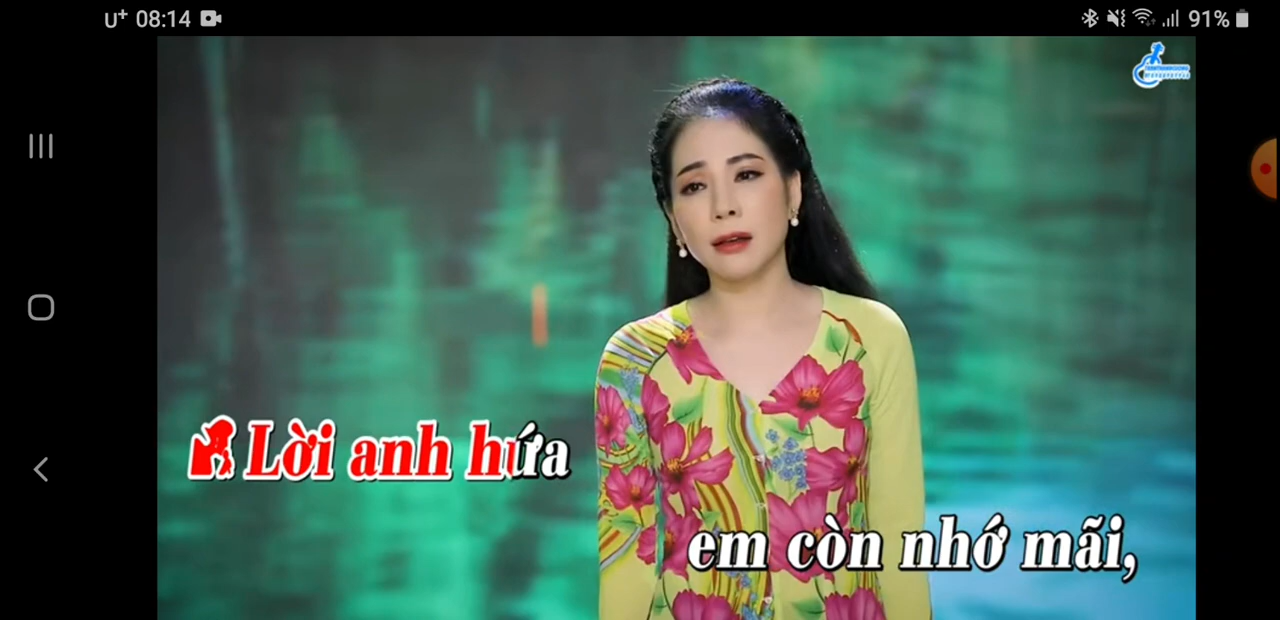 U⁺ 08:14
91%
Lời anh hứa
em còn nhớ mãi,